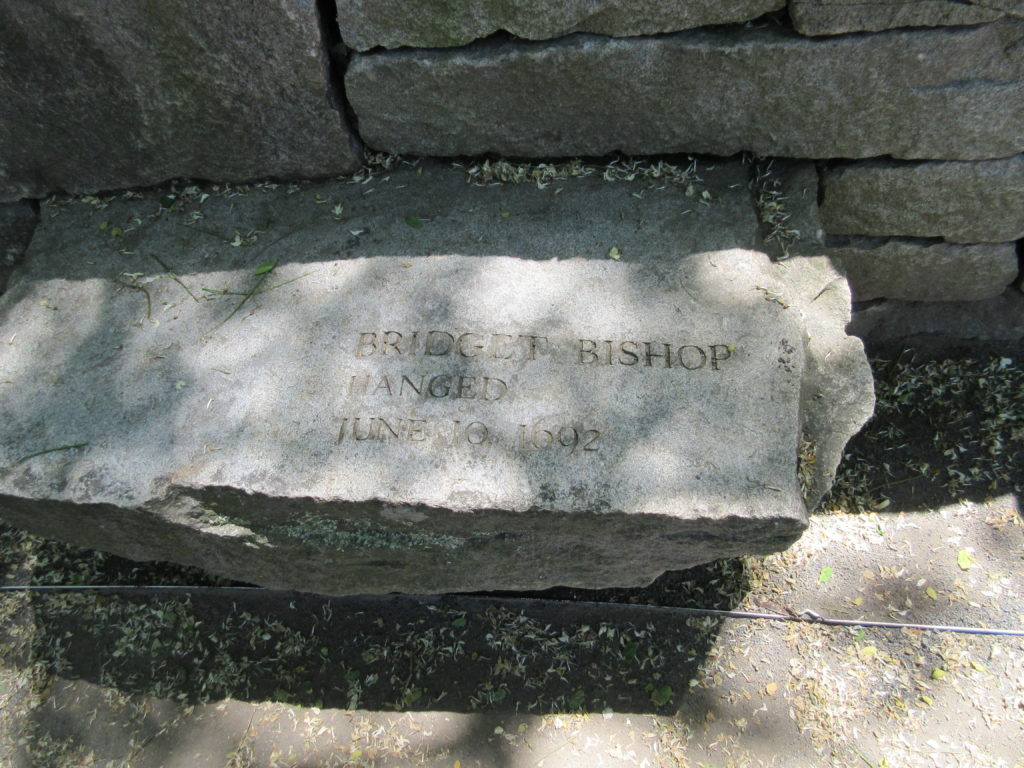 BRIDGET BISHOP
HANGED
JUNE 10, 1692